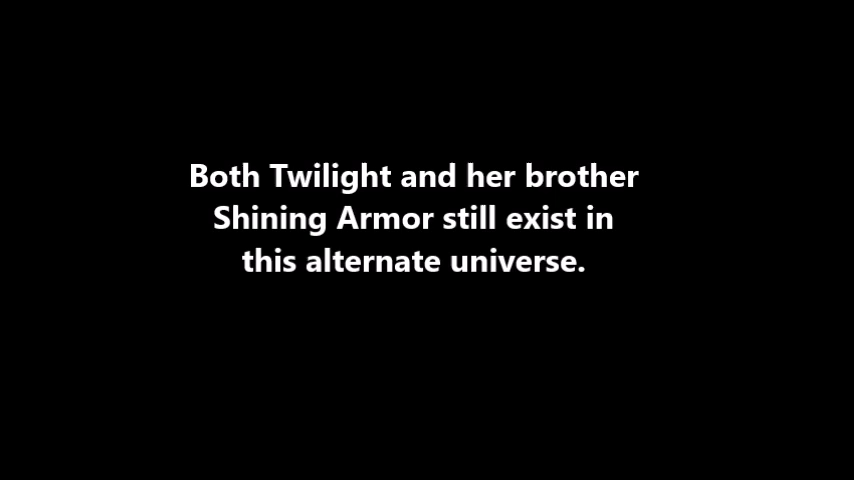 Both Twilight and her brother
Shining Armor still exist in
this alternate universe.